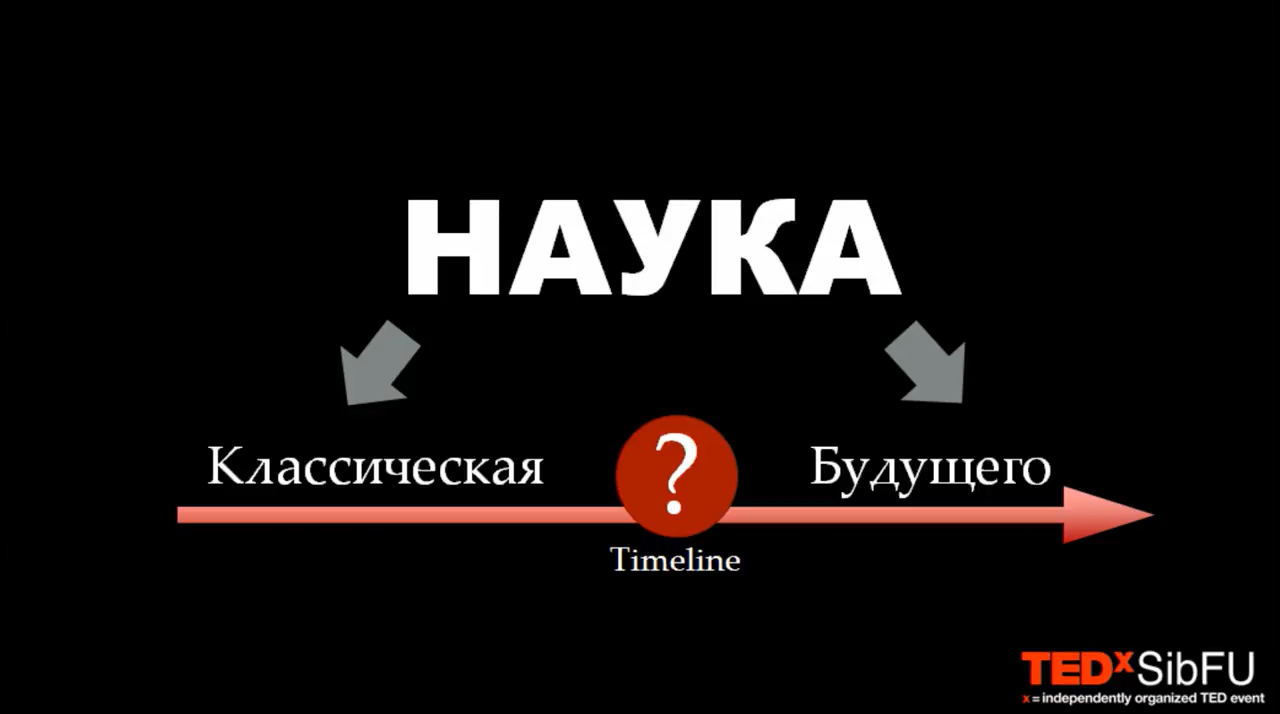 НАУКА
Классическая ? Будущего
Timeline
TEDxSibFU
x = independently organized TED event